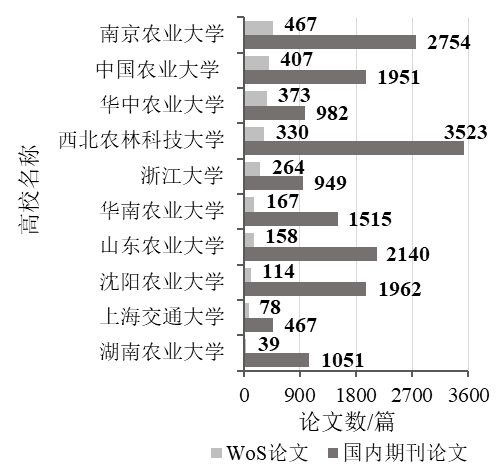 高校名称
南京农业大学 467 2754
中国农业大学 407 1951
华中农业大学 373 982
西北农林科技大学 330 3523
浙江大学 264 949
华南农业大学 167 1515
山东农业大学 158 2140
沈阳农业大学 114 1962
上海交通大学 78 467
湖南农业大学 39 1051
0 900 1800 2700 3600
论文数/篇
WoS论文 国内期刊论文